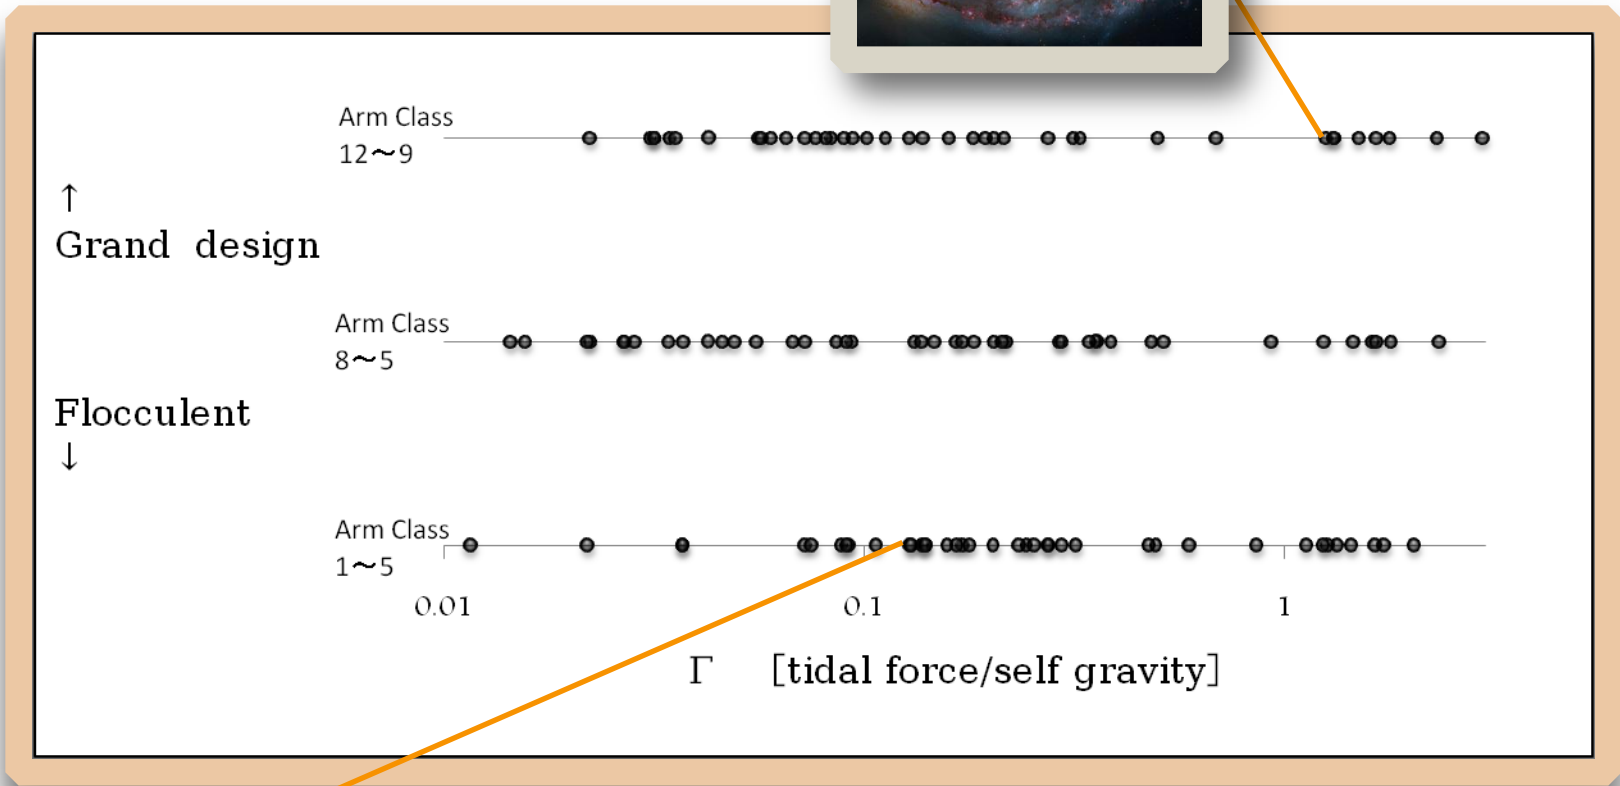 Arm Class
12〜9
↑
Grand design
Arm Class
8〜5
Flocculent
↓
Arm Class
1〜5
0.01 0.1 1
Γ [tidal force/self gravity]